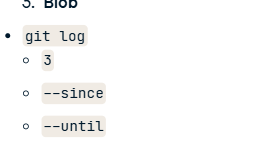 3. Blob
git log
3
--since
--until